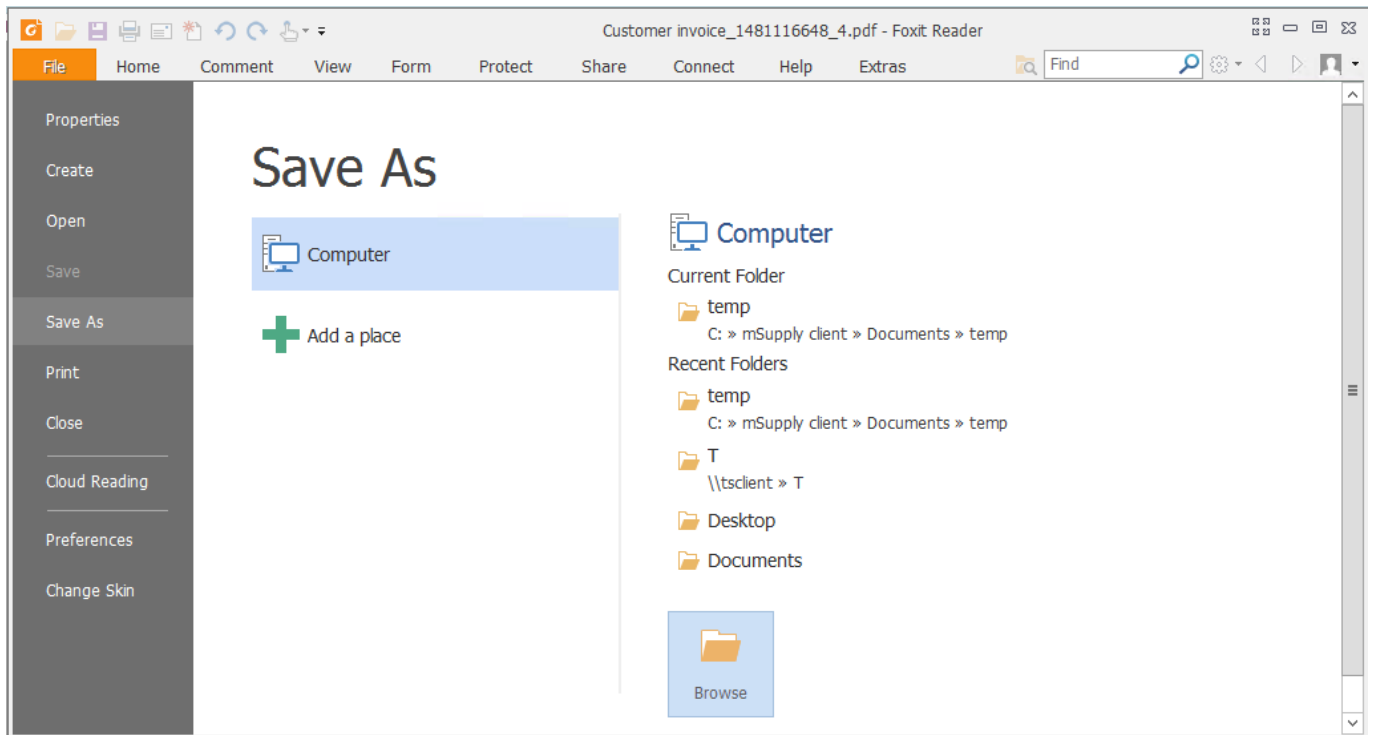 Customer invoice_1481116648_4.pdf - Foxit Reader
File Home Comment View Form Protect Share Connect Help Extras Find
Properties
Create
Open
Save
Save As
Print
Close
Cloud Reading
Preferences
Change Skin
Save As
Computer
Add a place
Computer
Current Folder
temp
C: » mSupply client » Documents » temp
Recent Folders
temp
C: » mSupply client » Documents » temp
T
\\tsclient » T
Desktop
Documents
Browse